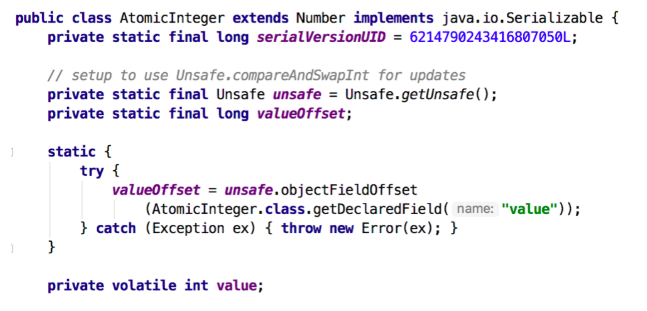 public class AtomicInteger extends Number implements java.io.Serializable {
    private static final long serialVersionUID = 6214790243416807050L;

    // setup to use Unsafe.compareAndSwapInt for updates
    private static final Unsafe unsafe = Unsafe.getUnsafe();
    private static final long valueOffset;

    static {
        try {
            valueOffset = unsafe.objectFieldOffset
                (AtomicInteger.class.getDeclaredField( name: "value"));
        } catch (Exception ex) { throw new Error(ex); }
    }

    private volatile int value;